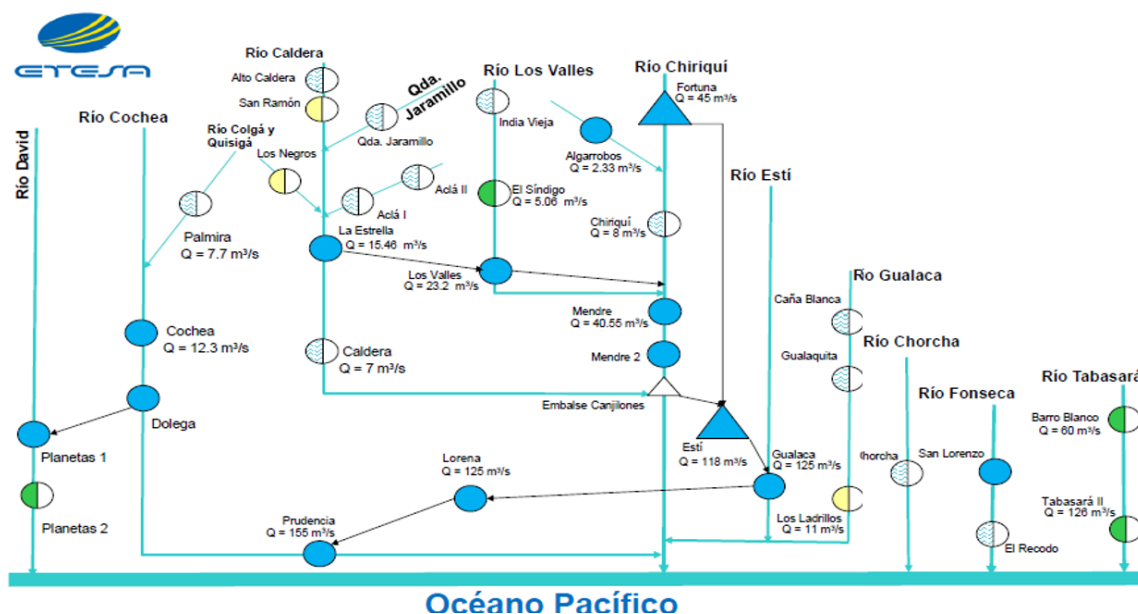 ETESA
Río David
Río Cochea
Río Caldera
Alto Caldera
San Ramón
Qda.
Jaramillo
Río Colgá y
Quisigá
Los Negros
Qda. Jaramillo
Aclá II
Aclá I
Palmira
Q = 7.7 m³/s
La Estrella
Q = 15.46 m³/s
Río Los Valles
India Vieja
El Síndigo
Q = 5.06 m³/s
Los Valles
Q = 23.2 m³/s
Río Chiriquí
Fortuna
Q = 45 m³/s
Algarrobos
Q = 2.33 m³/s
Chiriquí
Q = 8 m³/s
Mendre
Q = 40.55 m³/s
Mendre 2
Embalse Canjilones
Cochea
Q = 12.3 m³/s
Caldera
Q = 7 m³/s
Dolega
Planetas 1
Planetas 2
Lorena
Q = 125 m³/s
Prudencia
Q = 155 m³/s
Río Estí
Estí
Q = 118 m³/s
Gualaca
Q = 125 m³/s
Río Gualaca
Caña Blanca
Gualaquita
Los Ladrillos
Q = 11 m³/s
Río Chorcha
Chorcha
Río Fonseca
San Lorenzo
El Recodo
Río Tabasará
Barro Blanco
Q = 60 m³/s
Tabasará II
Q = 126 m³/s
Océano Pacífico